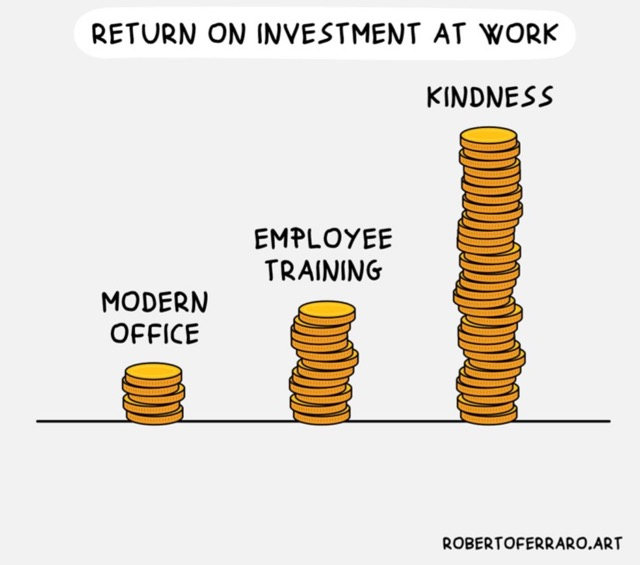 RETURN ON INVESTMENT AT WORK
KINDNESS
EMPLOYEE
TRAINING
MODERN
OFFICE
ROBERTOFERRARO.ART